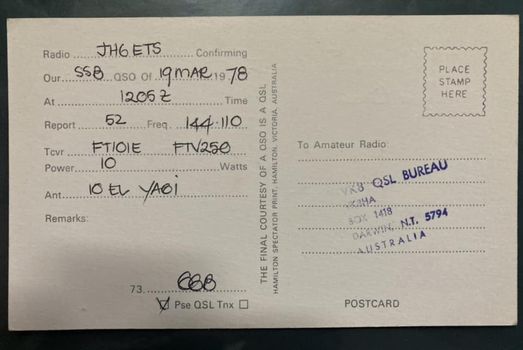 Radio JH6ETS Confirming
Our SSB QSO Of 19 MAR 1978
At 1205Z Time
Report 52 Freq. 144.110
Tcvr FT101E FTV250
Power 10 Watts
Ant 10 EL YAGI
Remarks:
73.
Pse QSL Tnx
THE FINAL COURTESY OF A QSO IS A QSL
HAMILTON SPECTATOR PRINT, HAMILTON, VICTORIA, AUSTRALIA
PLACE
STAMP
HERE
To Amateur Radio
VK8 QSL BUREAU
VK8HA
BOX 1418
DARWIN, N.T. 5794
AUSTRALIA
POSTCARD